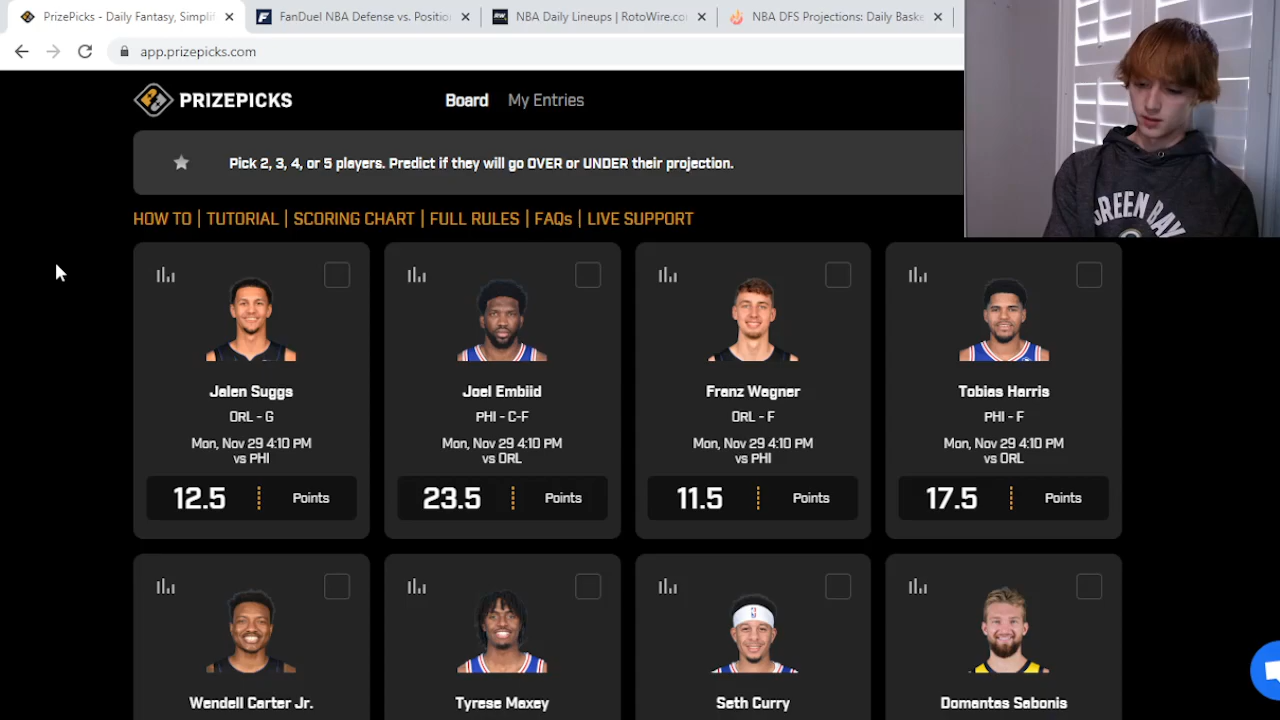 PrizePicks - Daily Fantasy, Simplif
FanDuel NBA Defense vs. Positio
NBA Daily Lineups | RotoWire.co
NBA DFS Projections: Daily Baske
app.prizepicks.com
PRIZEPICKS
Board
My Entries
Pick 2, 3, 4, or 5 players. Predict if they will go OVER or UNDER their projection.
HOW TO | TUTORIAL | SCORING CHART | FULL RULES | FAQs | LIVE SUPPORT
Jalen Suggs
ORL - G
Mon, Nov 29 4:10 PM
vs PHI
12.5 Points
Joel Embiid
PHI - C-F
Mon, Nov 29 4:10 PM
vs ORL
23.5 Points
Franz Wagner
ORL - F
Mon, Nov 29 4:10 PM
vs PHI
11.5 Points
Tobias Harris
PHI - F
Mon, Nov 29 4:10 PM
vs ORL
17.5 Points
Wendell Carter Jr.
Tyrese Maxey
Seth Curry
Domantas Sabonis
GREEN BAY